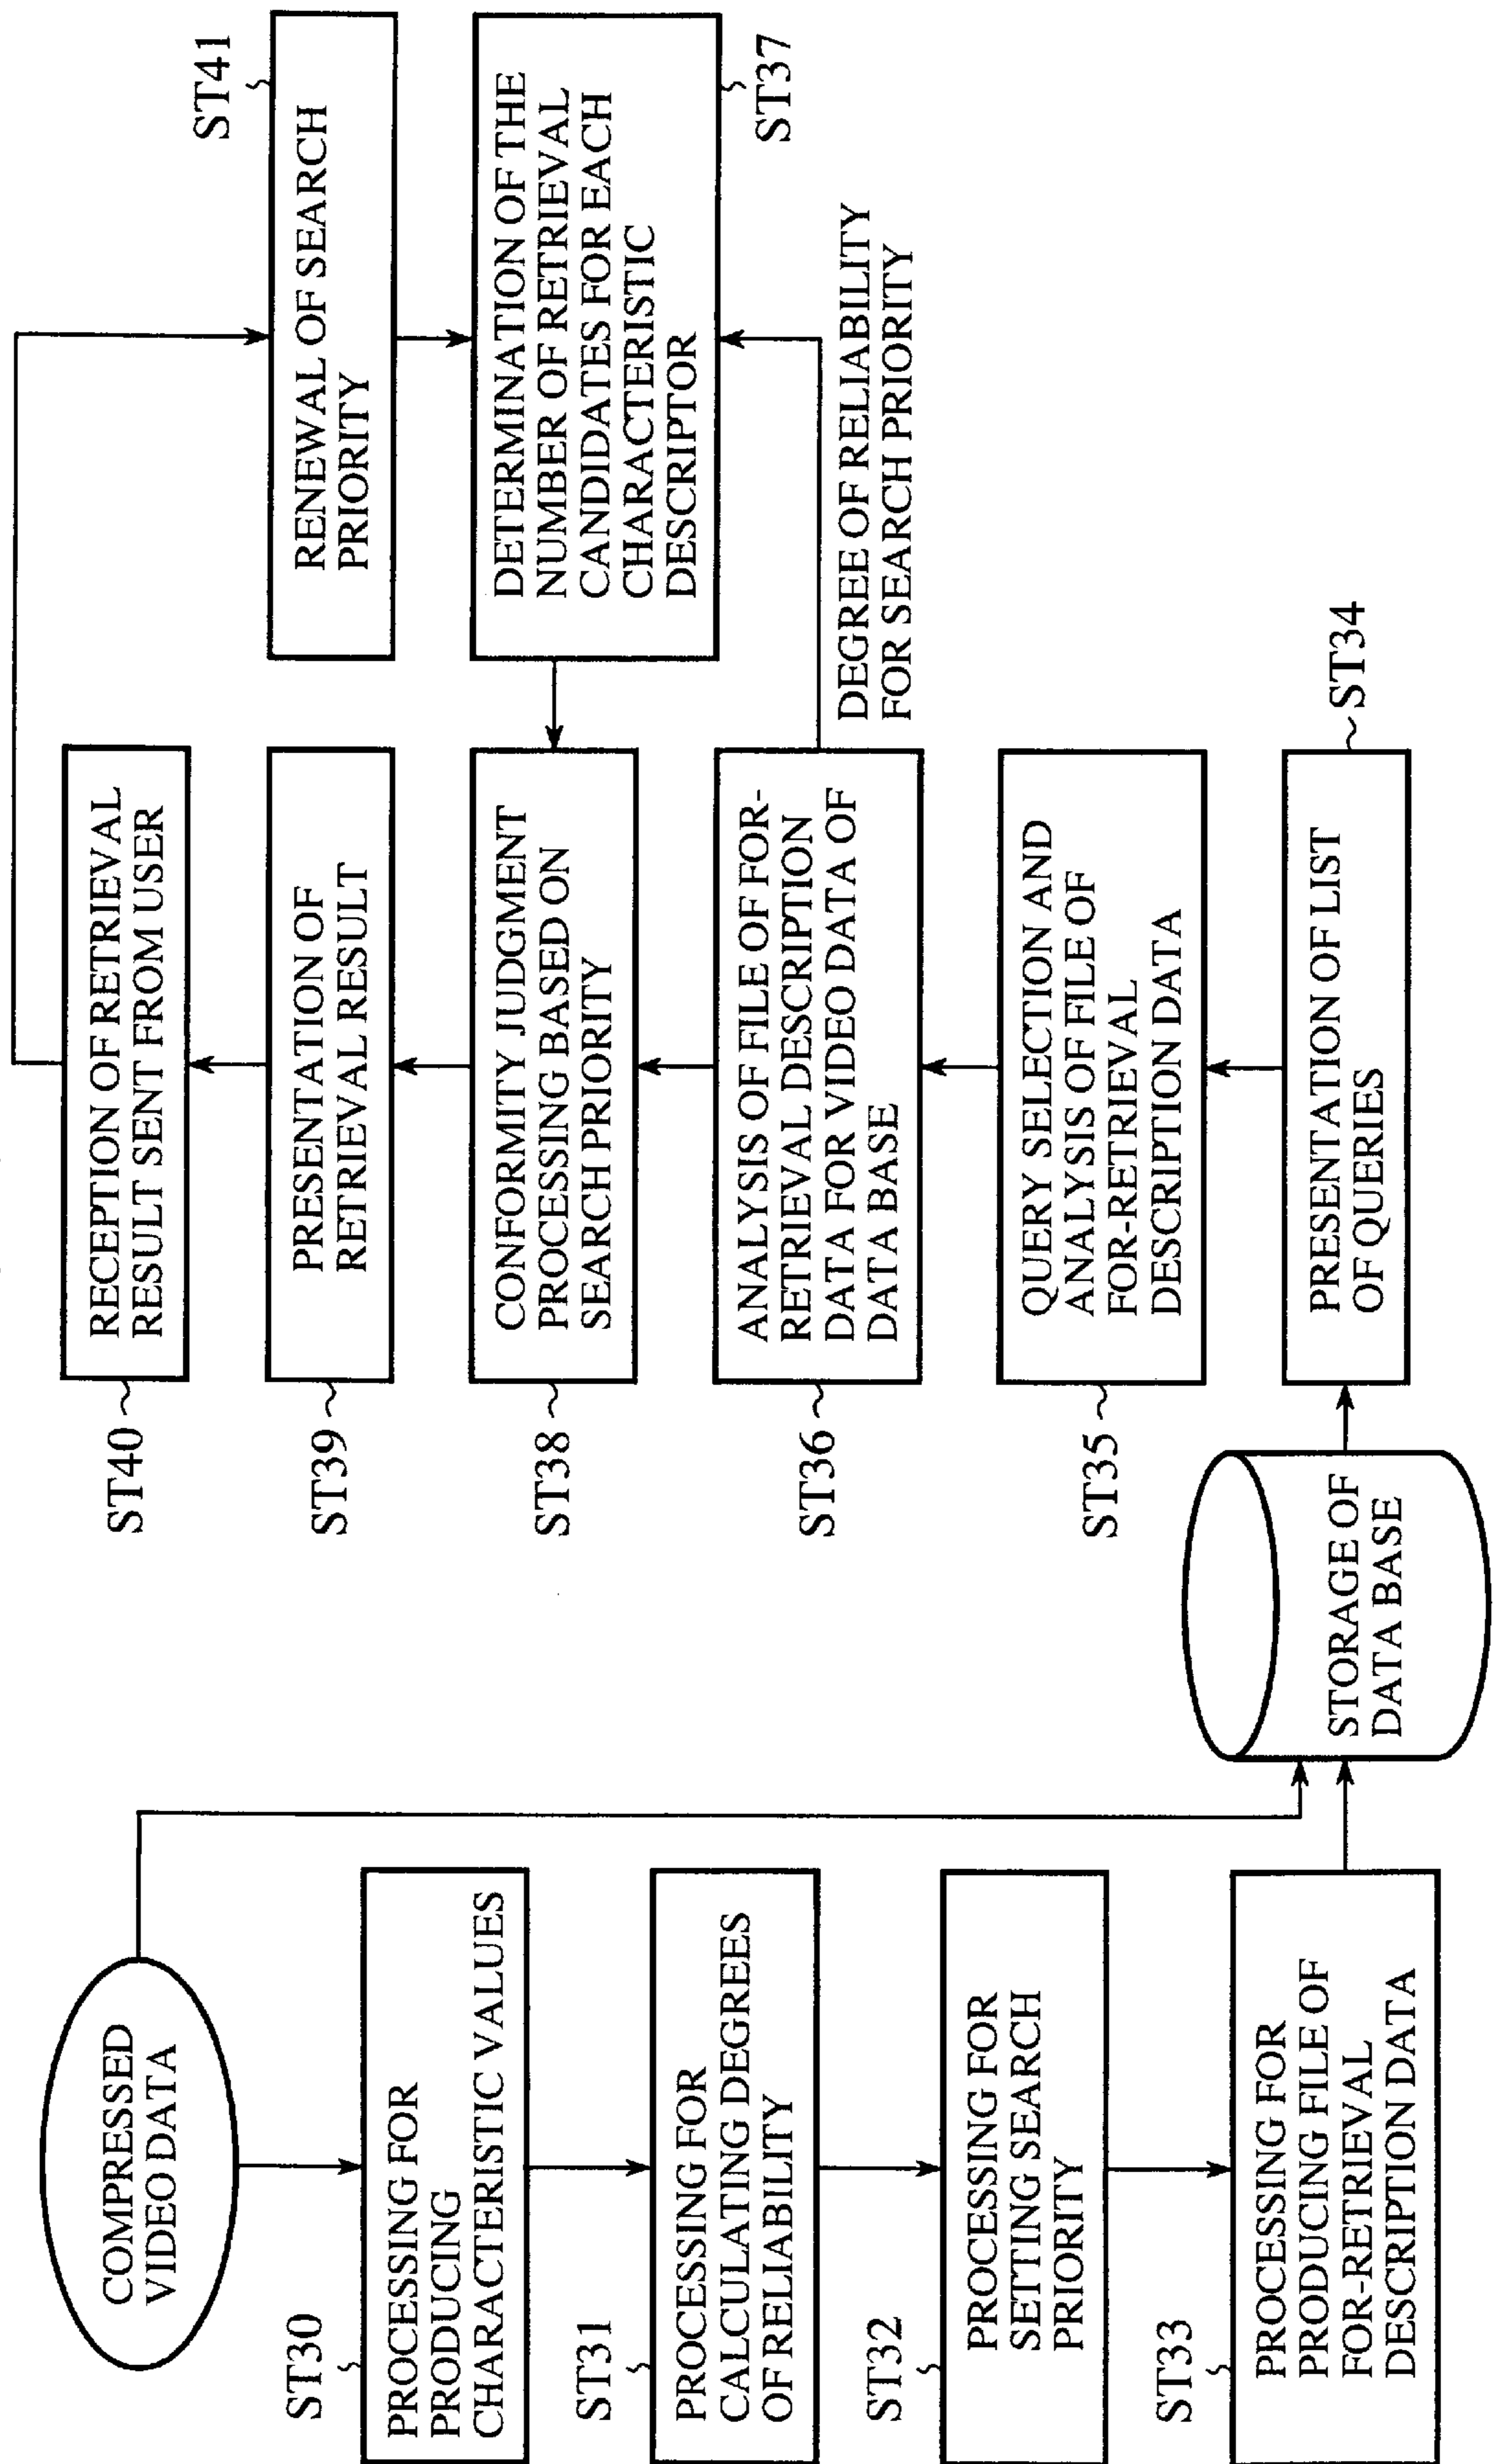 COMPRESSED
VIDEO DATA
ST30
PROCESSING FOR
PRODUCING
CHARACTERISTIC VALUES
ST31
PROCESSING FOR
CALCULATING DEGREES
OF RELIABILITY
ST32
PROCESSING FOR
SETTING SEARCH
PRIORITY
ST33
PROCESSING FOR
PRODUCING FILE OF
FOR-RETRIEVAL
DESCRIPTION DATA
STORAGE OF
DATA BASE
ST40
RECEPTION OF RETRIEVAL
RESULT SENT FROM USER
ST39
PRESENTATION OF
RETRIEVAL RESULT
ST38
CONFORMITY JUDGMENT
PROCESSING BASED ON
SEARCH PRIORITY
ST36
ANALYSIS OF FILE OF FOR-
RETRIEVAL DESCRIPTION
DATA FOR VIDEO DATA OF
DATA BASE
ST35
QUERY SELECTION AND
ANALYSIS OF FILE OF
FOR-RETRIEVAL
DESCRIPTION DATA
PRESENTATION OF LIST
OF QUERIES
ST34
ST41
RENEWAL OF SEARCH
PRIORITY
DETERMINATION OF THE
NUMBER OF RETRIEVAL
CANDIDATES FOR EACH
CHARACTERISTIC
DESCRIPTOR
ST37
DEGREE OF RELIABILITY
FOR SEARCH PRIORITY